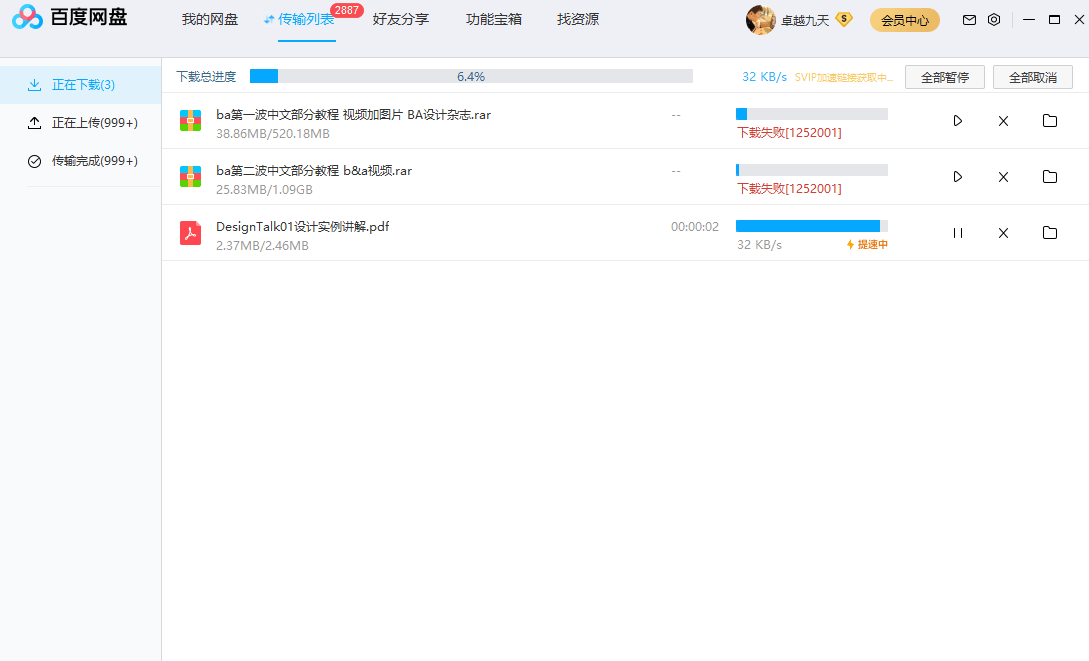 百度网盘
我的网盘 传输列表 2887 好友分享 功能宝箱 找资源 卓越九天 S 会员中心
正在下载(3)
正在上传(999+)
传输完成(999+)
下载总进度 6.4% 32 KB/s SVIP加速链接获取中... 全部暂停 全部取消
ba第一波中文部分教程 视频加图片 BA设计杂志.rar --
38.86MB/520.18MB 下载失败[1252001]
ba第二波中文部分教程 b&a视频.rar --
25.83MB/1.09GB 下载失败[1252001]
DesignTalk01设计实例讲解.pdf 00:00:02
2.37MB/2.46MB 32 KB/s 提速中